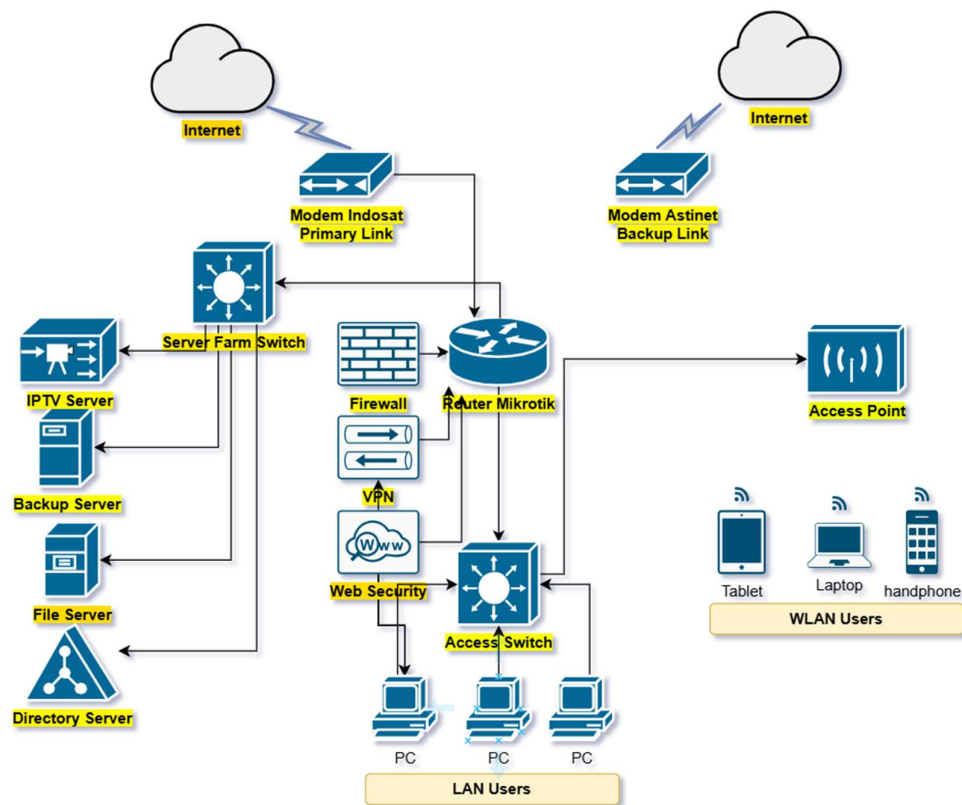 Internet
Internet
Modem Indosat
Primary Link
Modem Astinet
Backup Link
Server Farm Switch
IPTV Server
Firewall
Router Mikrotik
Access Point
Backup Server
VPN
Www
Web Security
File Server
Access Switch
Tablet
Laptop
handphone
WLAN Users
Directory Server
PC
PC
PC
LAN Users